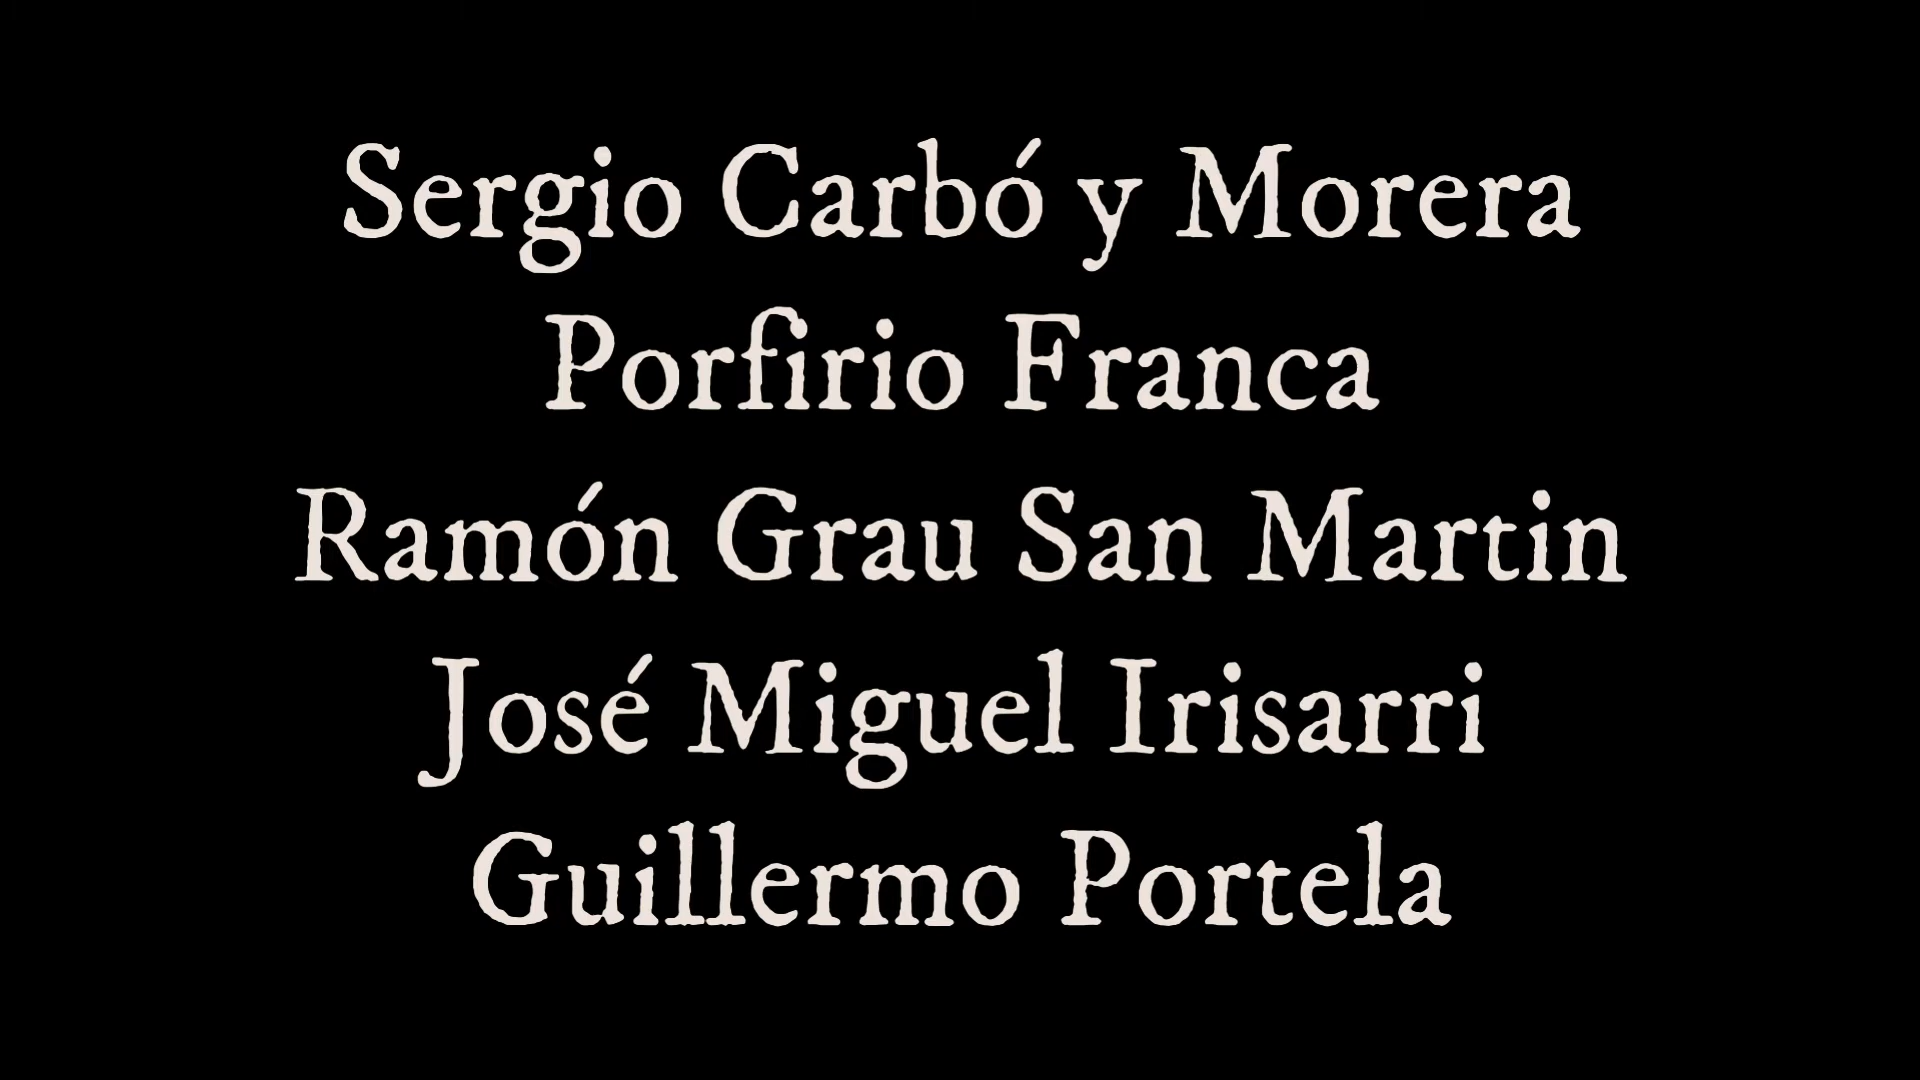 Sergio Carbó y Morera
Porfirio Franca
Ramón Grau San Martin
José Miguel Irisarri
Guillermo Portela